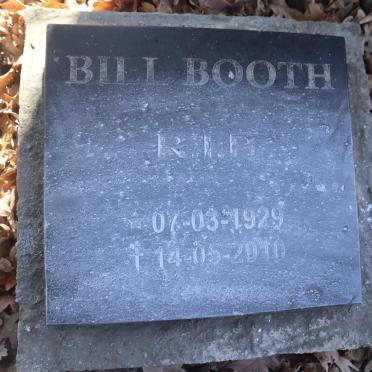 BILL BOOTH
R.I.P.
☆ 07-03-1929
† 14-05-2010